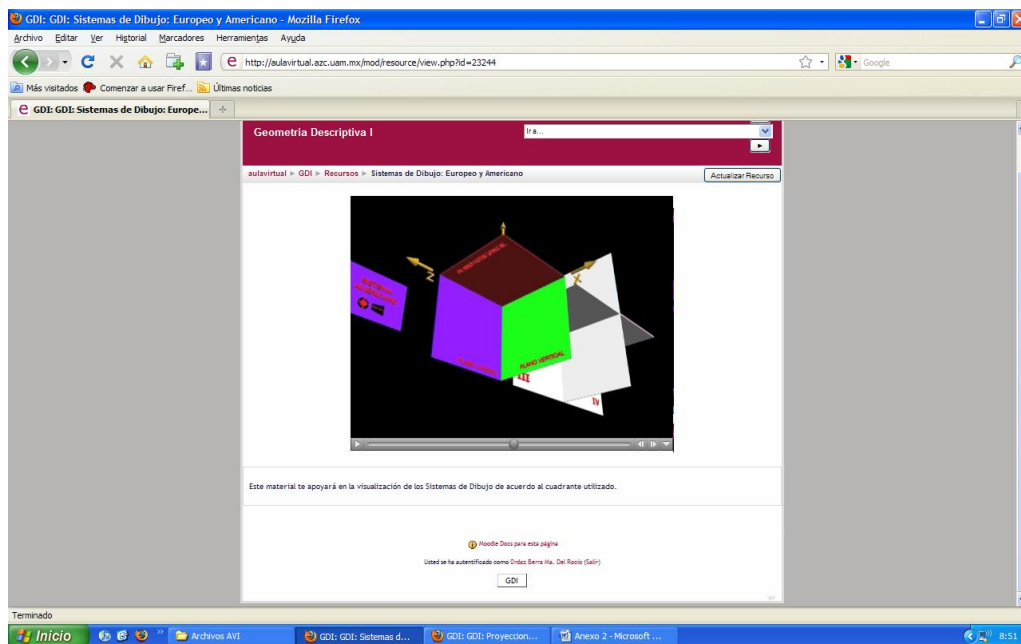 GDI: GDI: Sistemas de Dibujo: Europeo y Americano - Mozilla Firefox
Archivo Editar Ver Historial Marcadores Herramientas Ayuda
http://aulavirtual.azc.uam.mx/mod/resource/view.php?id=23244
Google
Más visitados Comenzar a usar Firef... Últimas noticias
GDI: GDI: Sistemas de Dibujo: Europe...
Geometria Descriptiva I
Ir a...
aulavirtual ► GDI ► Recursos ► Sistemas de Dibujo: Europeo y Americano
Actualizar Recurso
Z
X
SISTEMA
AMERICANO
PLANO VERTICAL
III
IV
Este material te apoyará en la visualización de los Sistemas de Dibujo de acuerdo al cuadrante utilizado.
Moodle Docs para esta página
Usted se ha autentificado como Ordaz Berra Ma. Del Rocio (Salir)
GDI
Terminado
Inicio
Archivos AVI
GDI: GDI: Sistemas d...
GDI: GDI: Proyeccion...
Anexo 2 - Microsoft ...
8:51